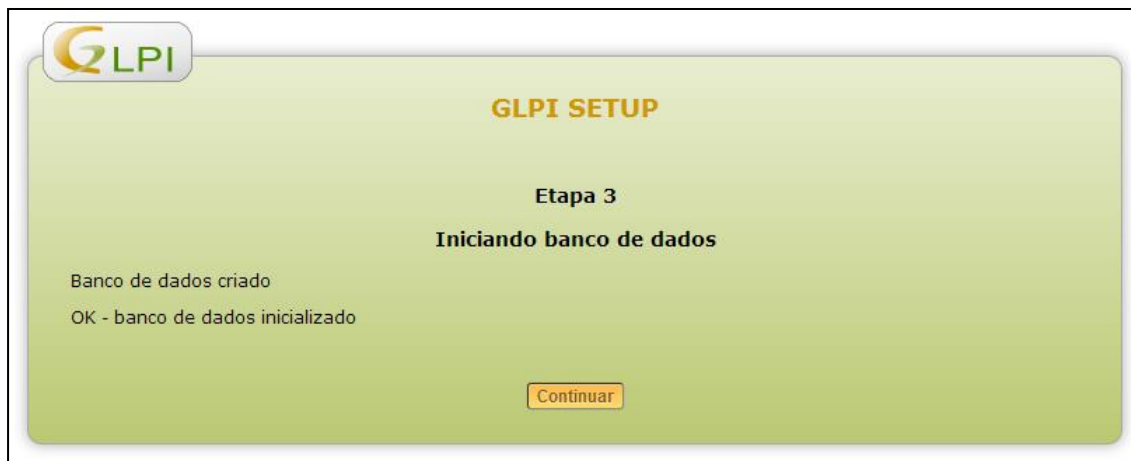 GLPI
GLPI SETUP
Etapa 3
Iniciando banco de dados
Banco de dados criado
OK - banco de dados inicializado
Continuar